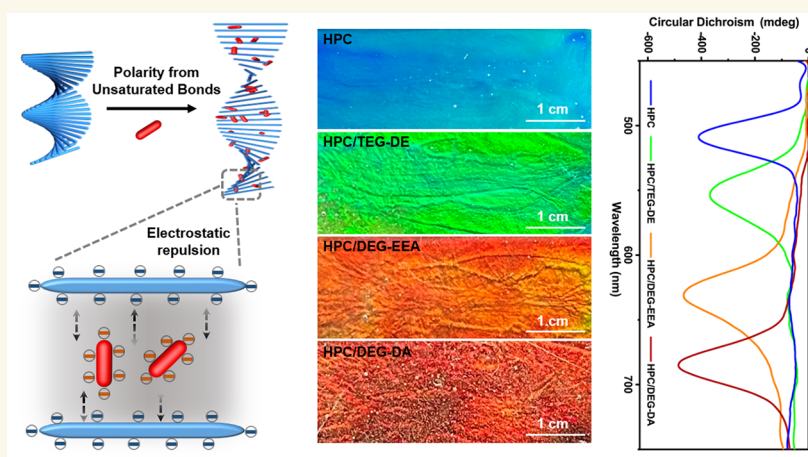 Polarity from
Unsaturated Bonds
Electrostatic
repulsion
HPC
1 cm
HPC/TEG-DE
1 cm
HPC/DEG-EEA
1 cm
HPC/DEG-DA
1 cm
Circular Dichroism (mdeg)
-600
-400
-200
0
500
600
700
Wavelength (nm)
HPC
HPC/TEG-DE
HPC/DEG-EEA
HPC/DEG-DA